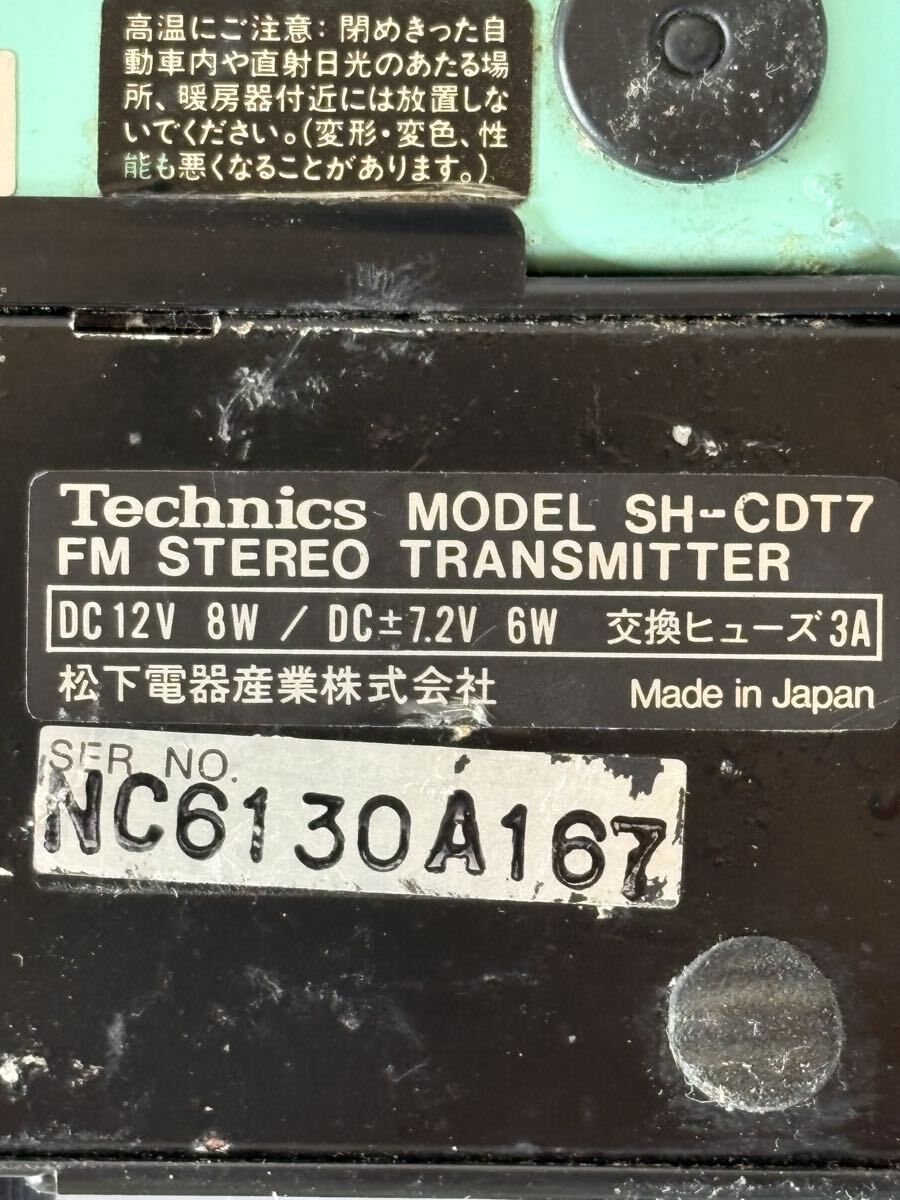 高温にご注意: 閉めきった自
動車内や直射日光のあたる場
所、暖房器付近には放置しな
いでください。(変形・変色、性
能も悪くなることがあります。)
Technics MODEL SH-CDT7
FM STEREO TRANSMITTER
DC12V 8W / DC±7.2V 6W 交換ヒューズ3A
松下電器産業株式会社 Made in Japan
SER NO.
NC6130A167